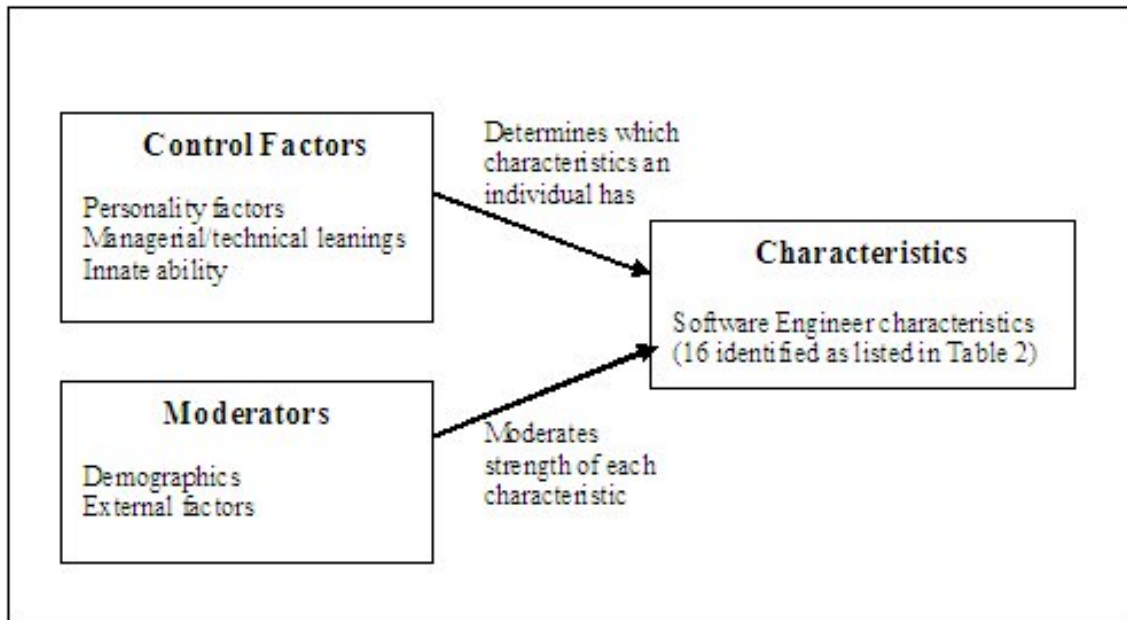 Control Factors
Personality factors
Managerial/technical leanings
Innate ability
Determines which
characteristics an
individual has
Characteristics
Software Engineer characteristics
(16 identified as listed in Table 2)
Moderators
Demographics
External factors
Moderates
strength of each
characteristic